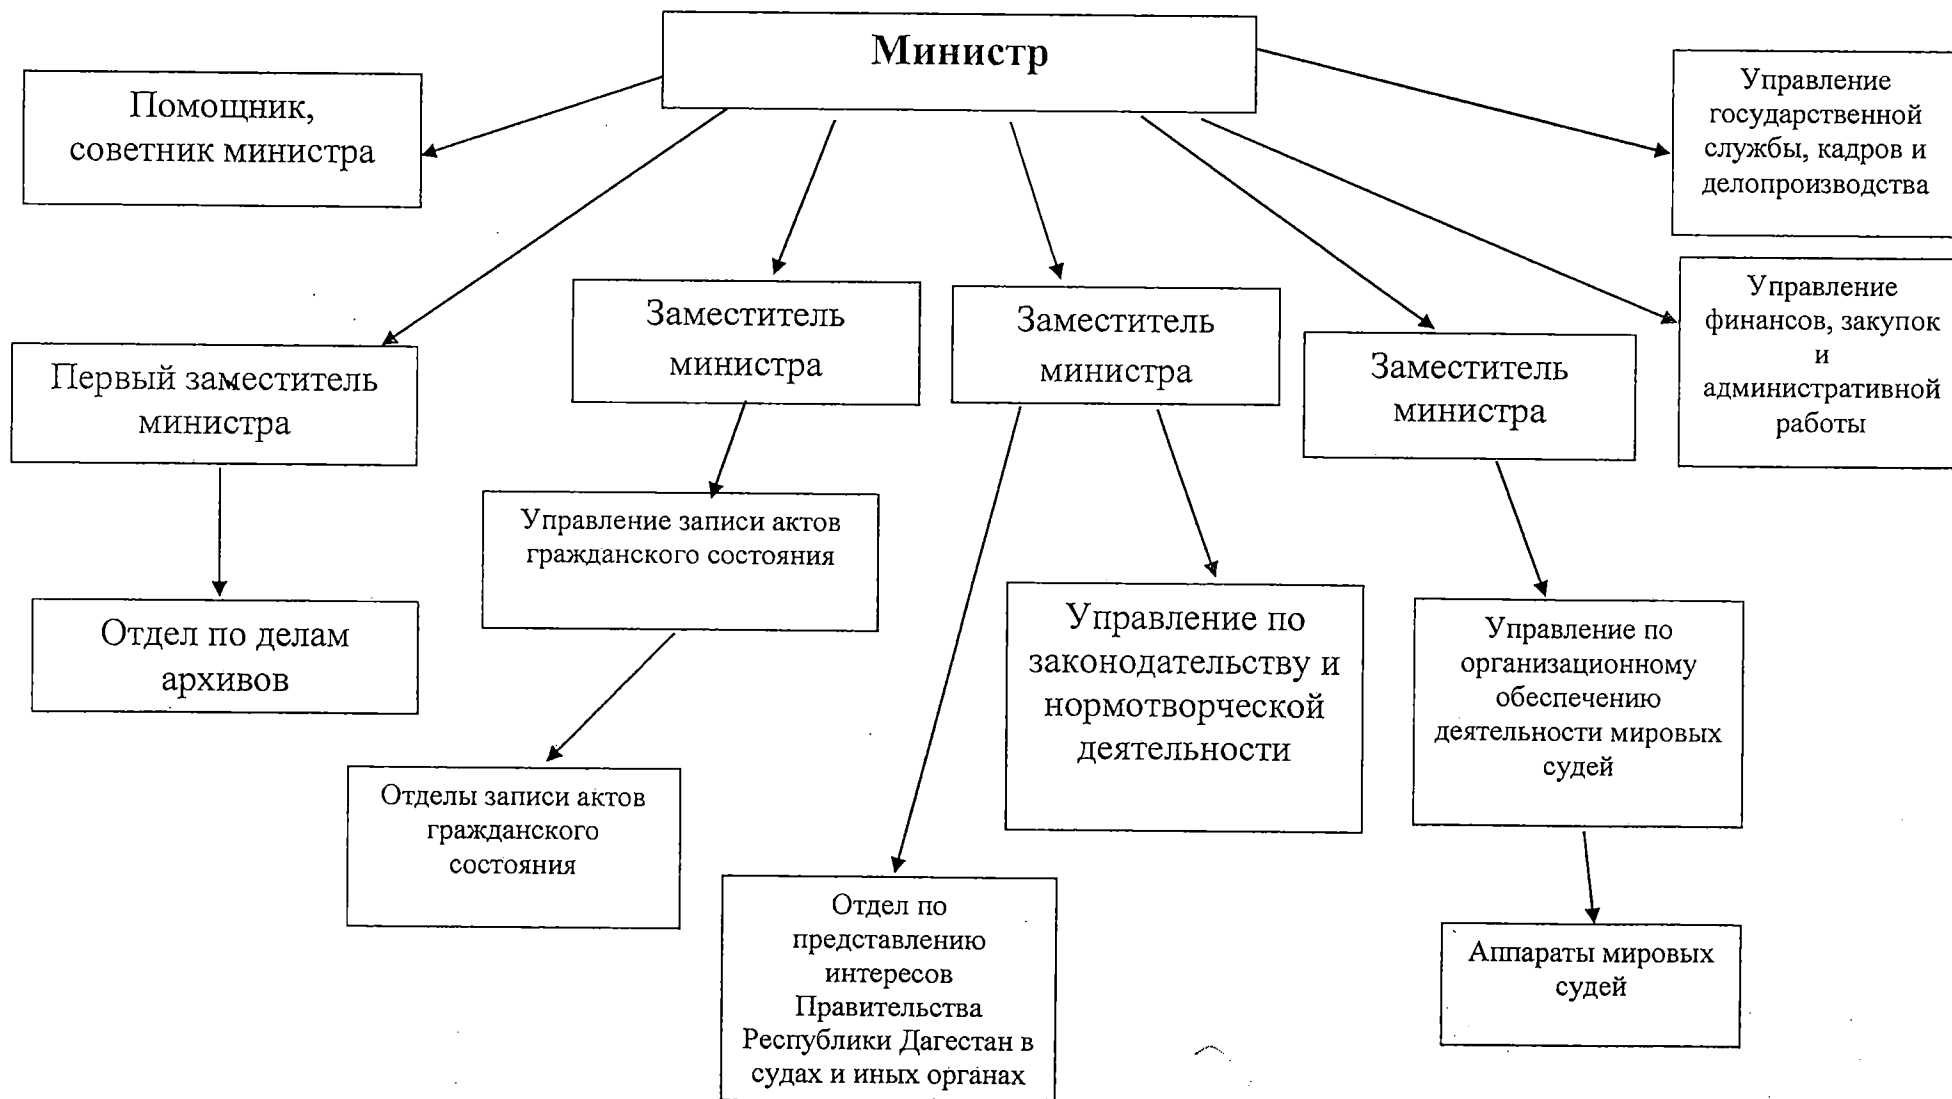 Министр
Помощник,
советник министра
Управление
государственной
службы, кадров и
делопроизводства
Управление
финансов, закупок
и
административной
работы
Первый заместитель
министра
Заместитель
министра
Заместитель
министра
Заместитель
министра
Отдел по делам
архивов
Управление записи актов
гражданского состояния
Отделы записи актов
гражданского
состояния
Отдел по
представлению
интересов
Правительства
Республики Дагестан в
судах и иных органах
Управление по
законодательству и
нормотворческой
деятельности
Управление по
организационному
обеспечению
деятельности мировых
судей
Аппараты мировых
судей